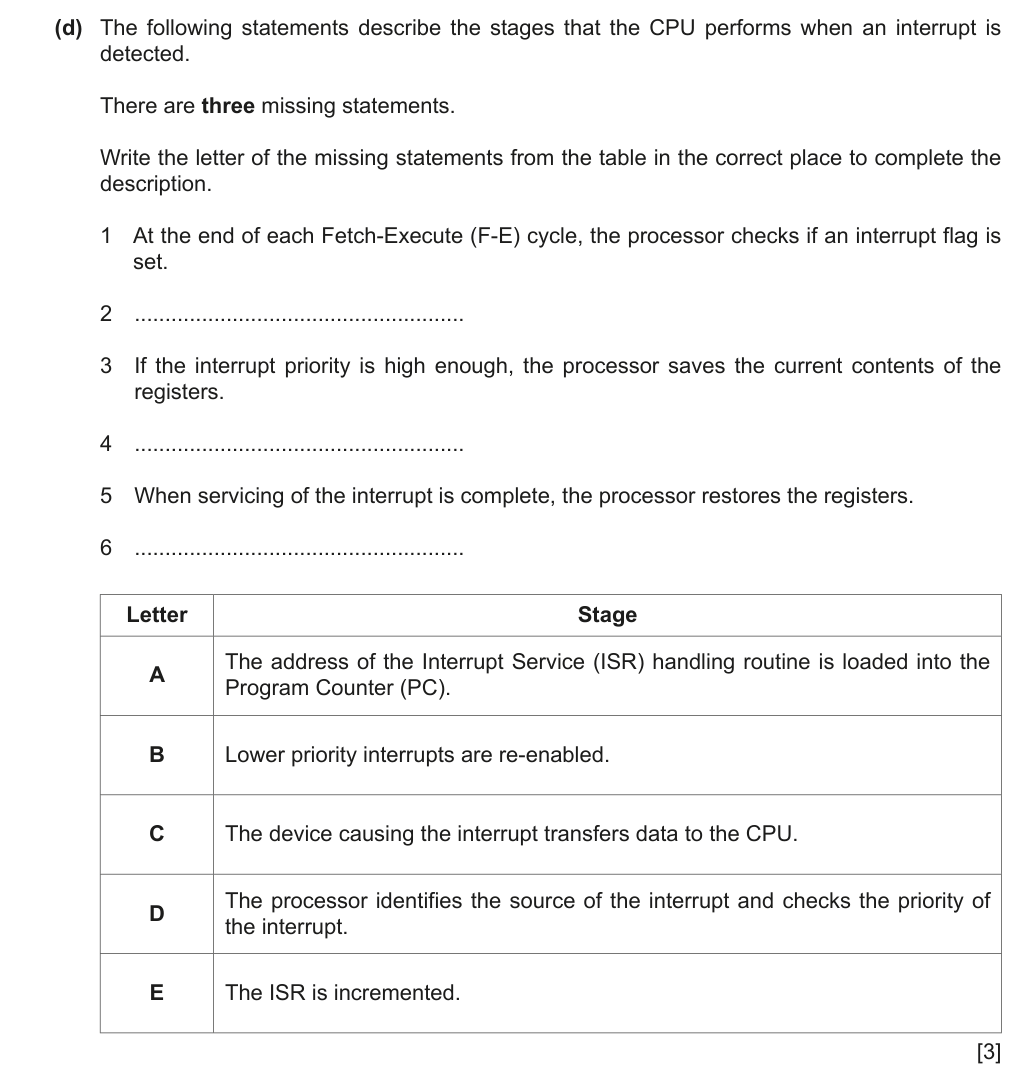 (d) The following statements describe the stages that the CPU performs when an interrupt is
detected.
There are three missing statements.
Write the letter of the missing statements from the table in the correct place to complete the
description.
1 At the end of each Fetch-Execute (F-E) cycle, the processor checks if an interrupt flag is
set.
2 ......................................................
3 If the interrupt priority is high enough, the processor saves the current contents of the
registers.
4 ......................................................
5 When servicing of the interrupt is complete, the processor restores the registers.
6 ......................................................
Letter Stage
A The address of the Interrupt Service (ISR) handling routine is loaded into the
Program Counter (PC).
B Lower priority interrupts are re-enabled.
C The device causing the interrupt transfers data to the CPU.
D The processor identifies the source of the interrupt and checks the priority of
the interrupt.
E The ISR is incremented.
[3]